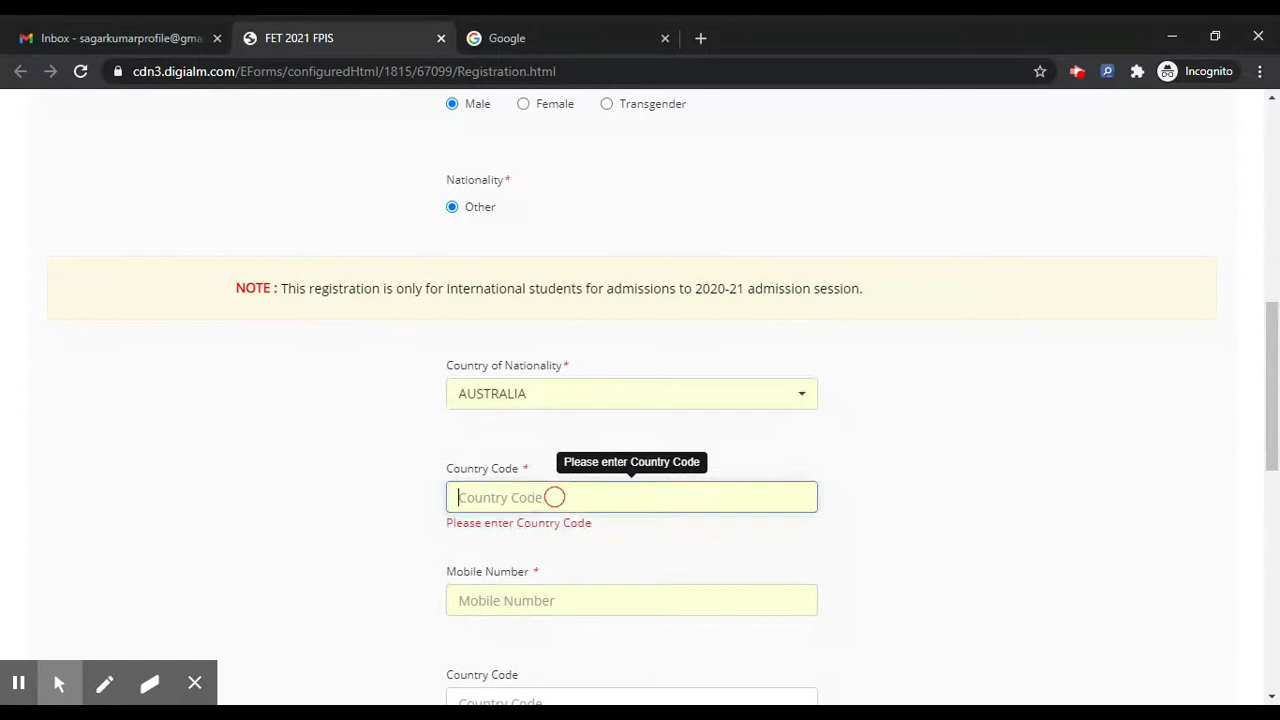 Inbox - sagarkumarprofile@gma
FET 2021 FPIS
Google
cdn3.digialm.com/EForms/configuredHtml/1815/67099/Registration.html
Incognito
Male Female Transgender
Nationality*
Other
NOTE : This registration is only for International students for admissions to 2020-21 admission session.
Country of Nationality*
AUSTRALIA
Please enter Country Code
Country Code *
Country Code
Please enter Country Code
Mobile Number *
Mobile Number
Country Code
Country Code